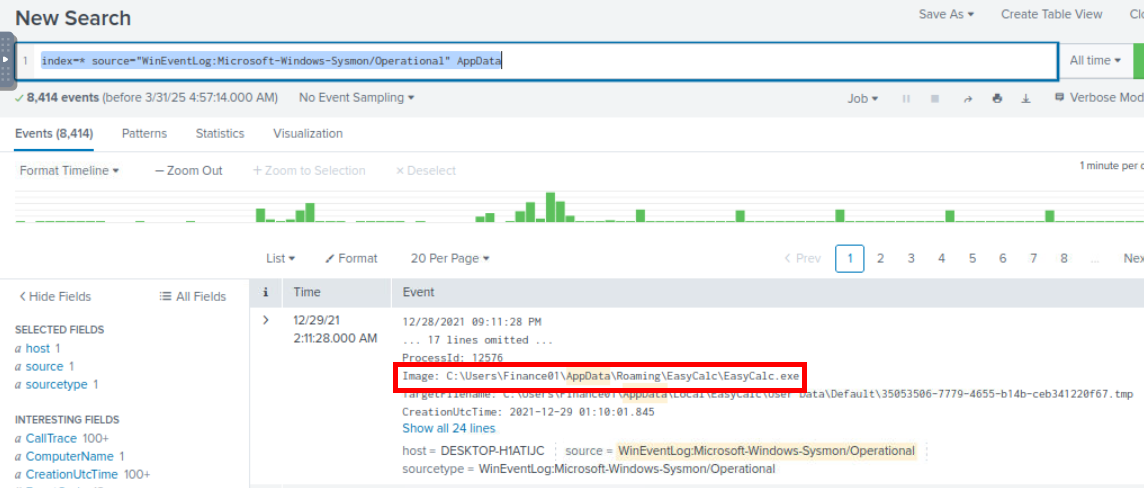 New Search
Save As Create Table View Clo
1 index=* source="WinEventLog:Microsoft-Windows-Sysmon/Operational" AppData
All time
8,414 events (before 3/31/25 4:57:14.000 AM) No Event Sampling
Job Verbose Mod
Events (8,414) Patterns Statistics Visualization
Format Timeline — Zoom Out + Zoom to Selection × Deselect
1 minute per c
List Format 20 Per Page
< Prev 1 2 3 4 5 6 7 8 ... Nex
< Hide Fields All Fields
i Time Event
SELECTED FIELDS
a host 1
a source 1
a sourcetype 1
INTERESTING FIELDS
a CallTrace 100+
a ComputerName 1
a CreationUtcTime 100+
> 12/29/21
2:11:28.000 AM
12/28/2021 09:11:28 PM
... 17 lines omitted ...
ProcessId: 12576
Image: C:\Users\Finance01\AppData\Roaming\EasyCalc\EasyCalc.exe
TargetFilename: C:\Users\Finance01\AppData\Local\EasyCalc\User Data\Default\35053506-7779-4655-b14b-ceb341220f67.tmp
CreationUtcTime: 2021-12-29 01:10:01.845
Show all 24 lines
host = DESKTOP-H1ATIJC source = WinEventLog:Microsoft-Windows-Sysmon/Operational
sourcetype = WinEventLog:Microsoft-Windows-Sysmon/Operational